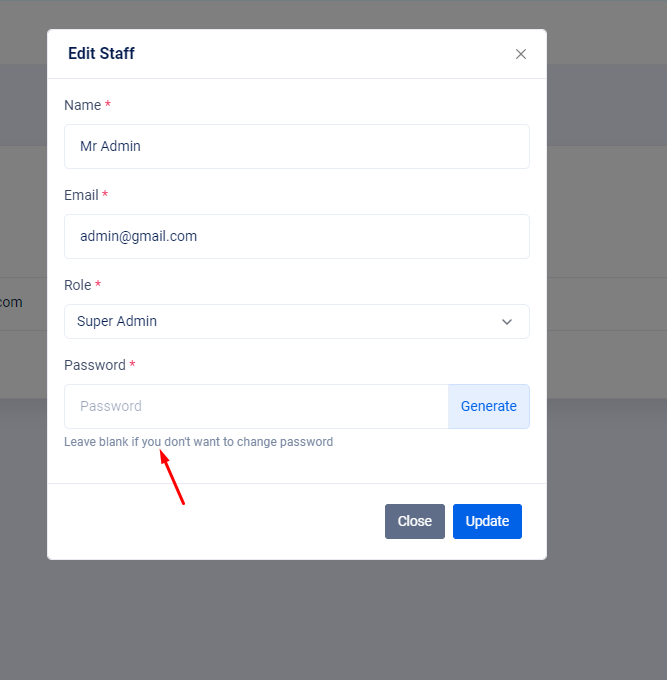 Edit Staff
Name *
Mr Admin
Email *
admin@gmail.com
com
Role *
Super Admin
Password *
Password
Generate
Leave blank if you don't want to change password
Close
Update